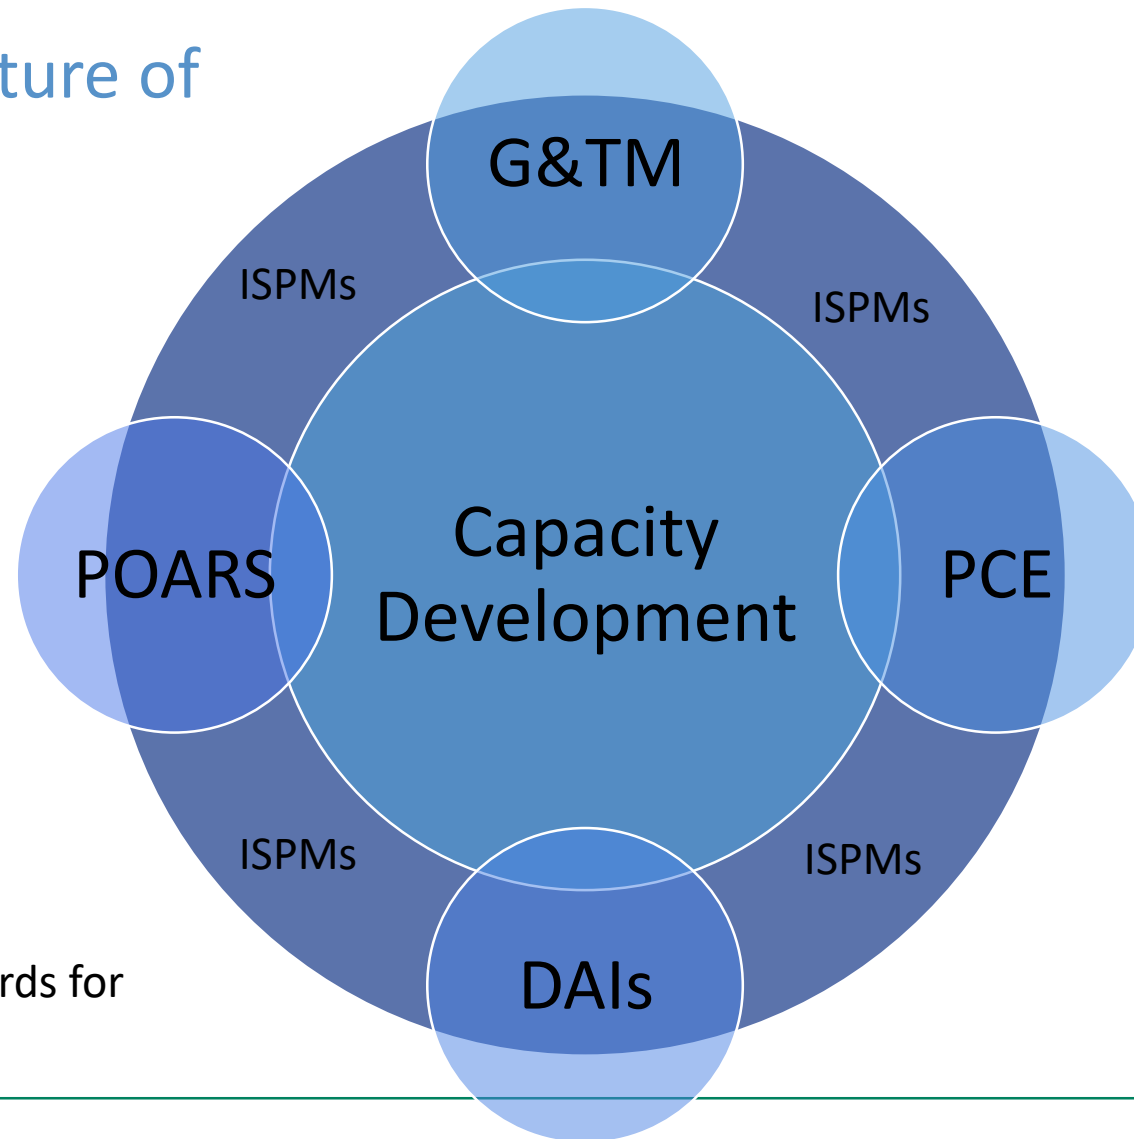 ture of
G&TM
ISPMs
ISPMs
POARS
Capacity
Development
PCE
ISPMs
ISPMs
DAIs
rds for